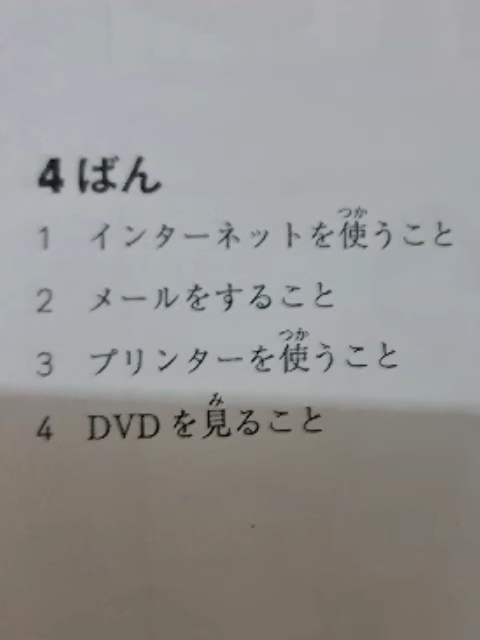 4ばん
1 インターネットを使うこと
2 メールをすること
3 プリンターを使うこと
4 DVDを見ること